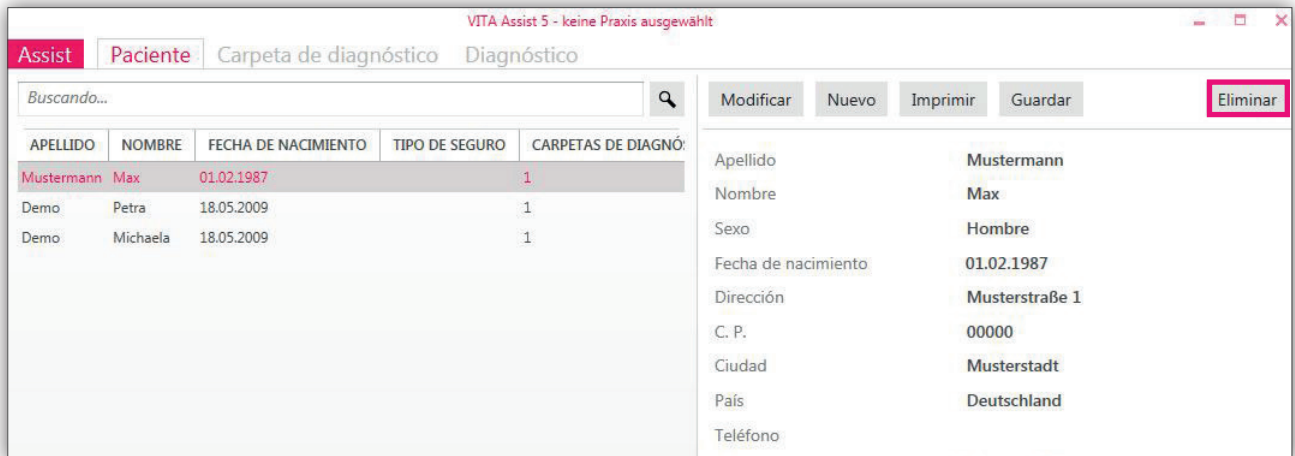 VITA Assist 5 - keine Praxis ausgewählt
Assist Paciente Carpeta de diagnóstico Diagnóstico
Buscando...
Modificar Nuevo Imprimir Guardar Eliminar
APELLIDO NOMBRE FECHA DE NACIMIENTO TIPO DE SEGURO CARPETAS DE DIAGNÓS
Mustermann Max 01.02.1987 1
Demo Petra 18.05.2009 1
Demo Michaela 18.05.2009 1
Apellido Mustermann
Nombre Max
Sexo Hombre
Fecha de nacimiento 01.02.1987
Dirección Musterstraße 1
C. P. 00000
Ciudad Musterstadt
País Deutschland
Teléfono